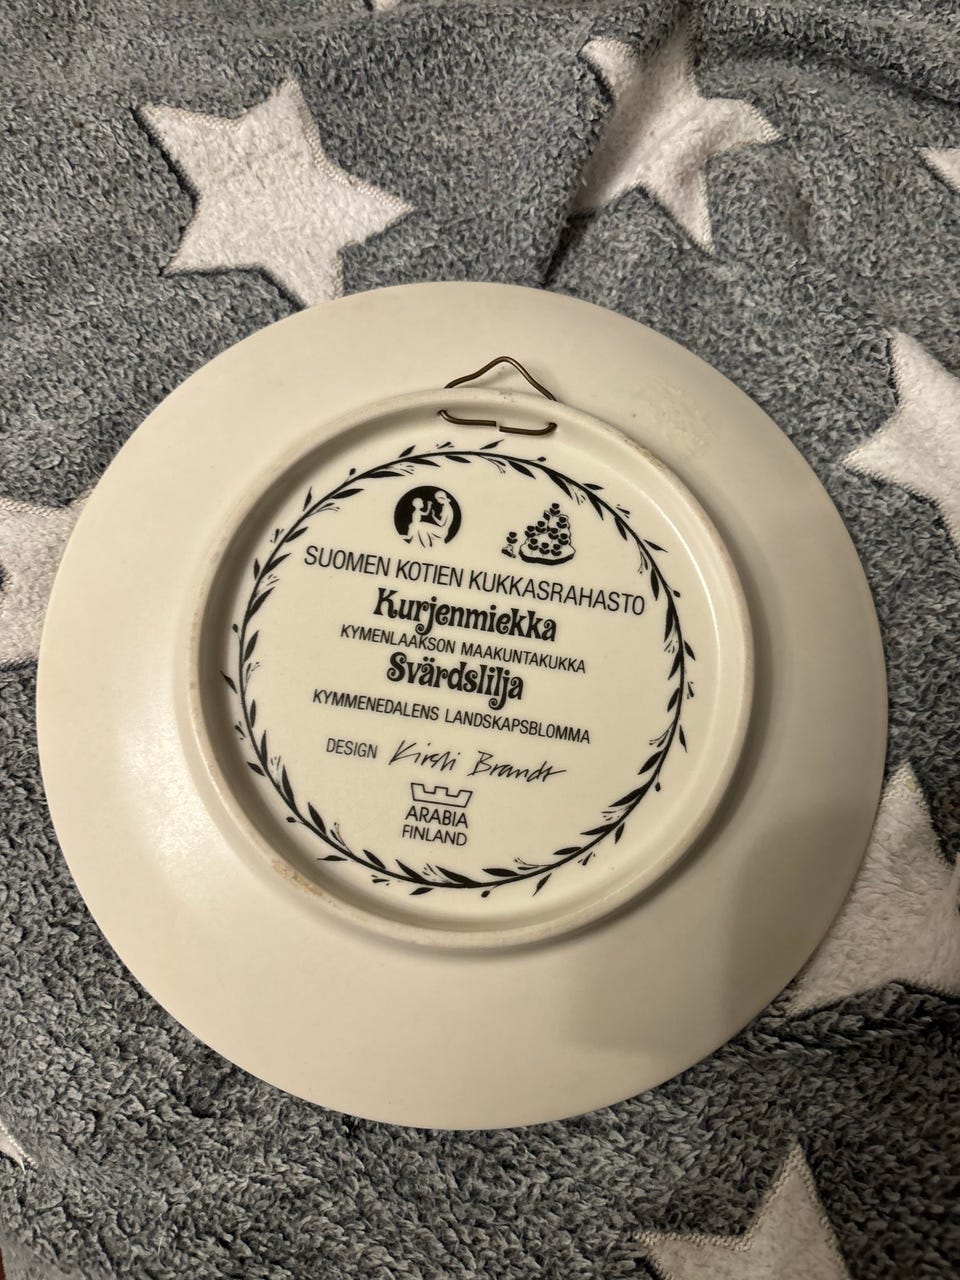 SUOMEN KOTIEN KUKKASRAHASTO
Kurjenmiekka
KYMENLAAKSON MAAKUNTAKUKKA
Svärdslilja
KYMMENEDALENS LANDSKAPSBLOMMA
DESIGN Kirsti Brandt
ARABIA
FINLAND